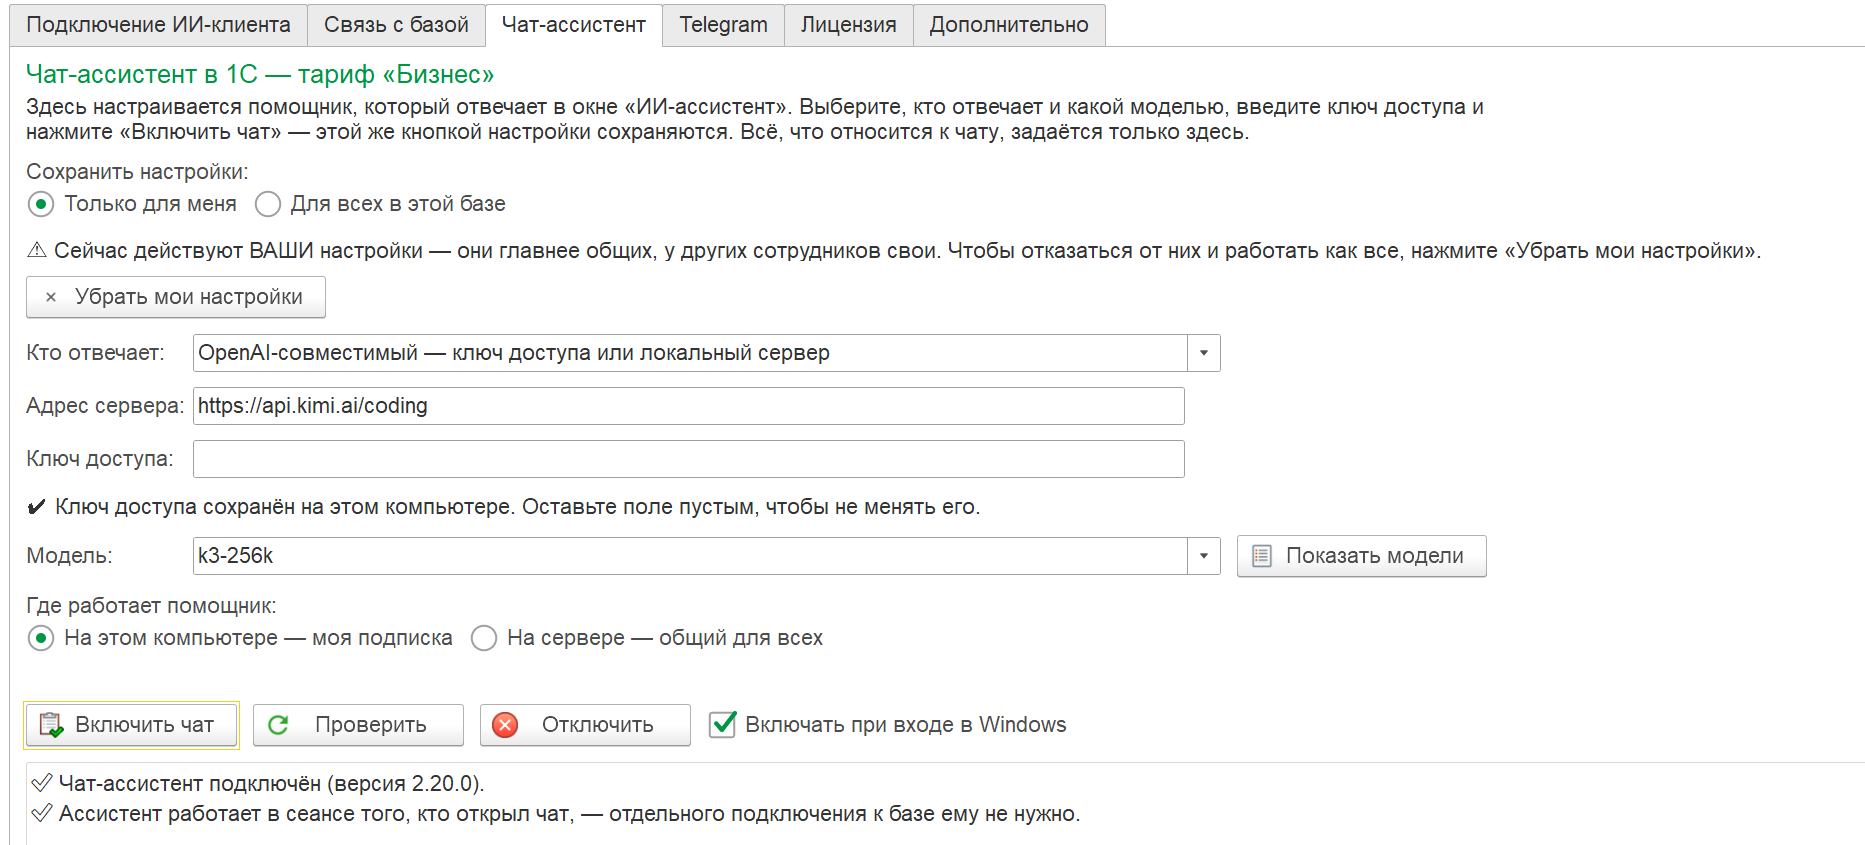 Подключение ИИ-клиента
Связь с базой
Чат-ассистент
Telegram
Лицензия
Дополнительно
Чат-ассистент в 1С — тариф «Бизнес»
Здесь настраивается помощник, который отвечает в окне «ИИ-ассистент». Выберите, кто отвечает и какой моделью, введите ключ доступа и
нажмите «Включить чат» — этой же кнопкой настройки сохраняются. Всё, что относится к чату, задаётся только здесь.
Сохранить настройки:
Только для меня
Для всех в этой базе
⚠ Сейчас действуют ВАШИ настройки — они главнее общих, у других сотрудников свои. Чтобы отказаться от них и работать как все, нажмите «Убрать мои настройки».
× Убрать мои настройки
Кто отвечает: OpenAI-совместимый — ключ доступа или локальный сервер
Адрес сервера: https://api.kimi.ai/coding
Ключ доступа:
✔ Ключ доступа сохранён на этом компьютере. Оставьте поле пустым, чтобы не менять его.
Модель: k3-256k
Показать модели
Где работает помощник:
На этом компьютере — моя подписка
На сервере — общий для всех
Включить чат
Проверить
Отключить
Включать при входе в Windows
✅ Чат-ассистент подключён (версия 2.20.0).
✅ Ассистент работает в сеансе того, кто открыл чат, — отдельного подключения к базе ему не нужно.